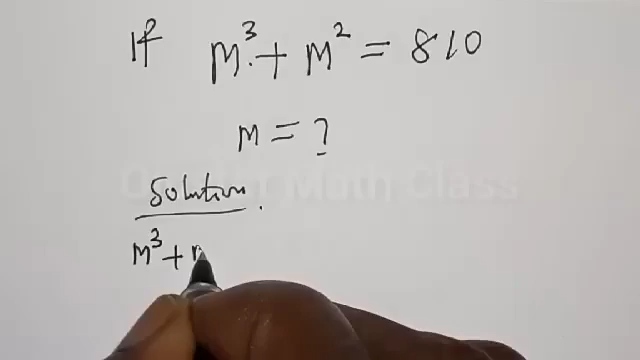 If m³ + m² = 810
m = ?
Solution
m³ +